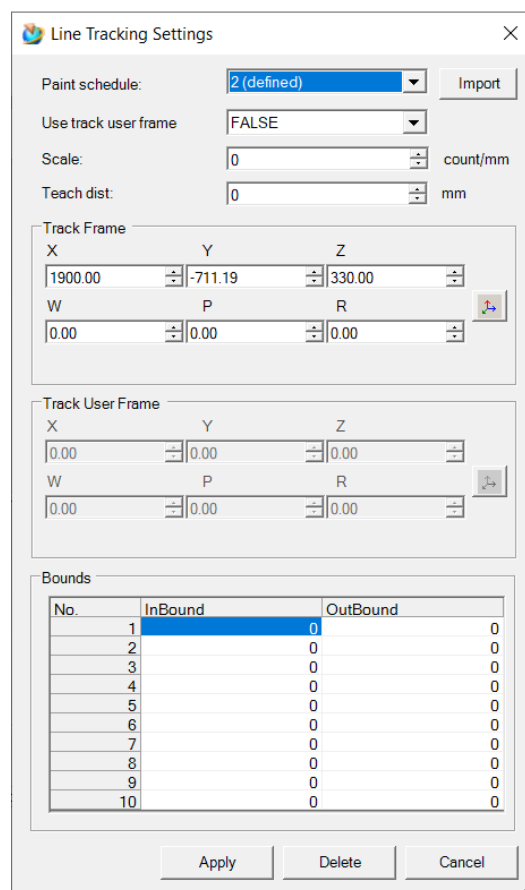 Line Tracking Settings
Paint schedule: 2 (defined) Import
Use track user frame FALSE
Scale: 0 count/mm
Teach dist: 0 mm
Track Frame
X Y Z
1900.00 -711.19 330.00
W P R
0.00 0.00 0.00
Track User Frame
X Y Z
0.00 0.00 0.00
W P R
0.00 0.00 0.00
Bounds
No. InBound OutBound
1 0 0
2 0 0
3 0 0
4 0 0
5 0 0
6 0 0
7 0 0
8 0 0
9 0 0
10 0 0
Apply Delete Cancel